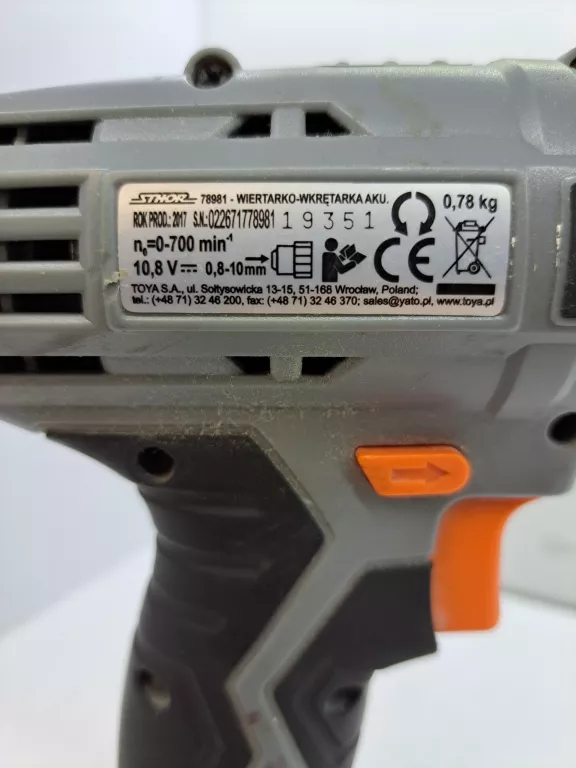 STHOR 78981 - WIERTARKO-WKRĘTARKA AKU.
ROK PROD.: 2017 S.N.: 022671778981 19351
0,78 kg
n₀=0-700 min⁻¹
10,8 V 0,8-10mm
TOYA S.A., ul. Sołtysowicka 13-15, 51-168 Wrocław, Poland;
tel.: (+48 71) 32 46 200, fax: (+48 71) 32 46 370; sales@yato.pl, www.toya.pl